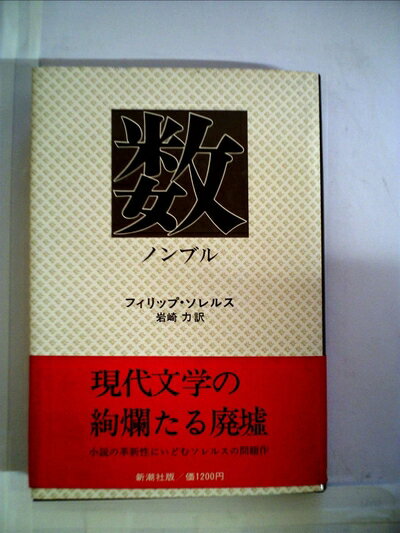 数
ノンブル
フィリップ・ソレルス
岩崎 力 訳
現代文学の
絢爛たる廃墟
小説の革新性にいどむソレルスの問題作
新潮社版/価1200円